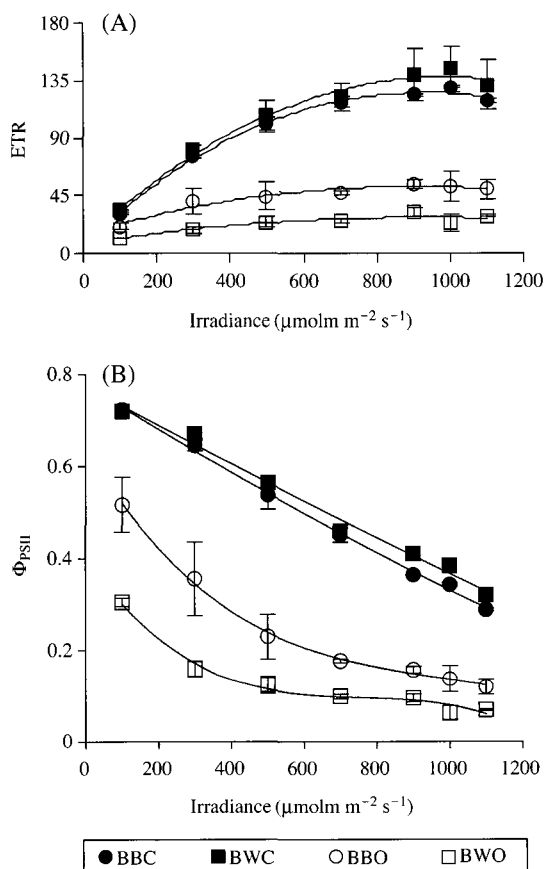 (A)
180
135
90
45
0
ETR
0 200 400 600 800 1000 1200
Irradiance (μmolm m⁻² s⁻¹)
(B)
0.8
0.6
0.4
0.2
0
Φ_PSII
0 200 400 600 800 1000 1200
Irradiance (μmolm m⁻² s⁻¹)
BBC BWC BBO BWO